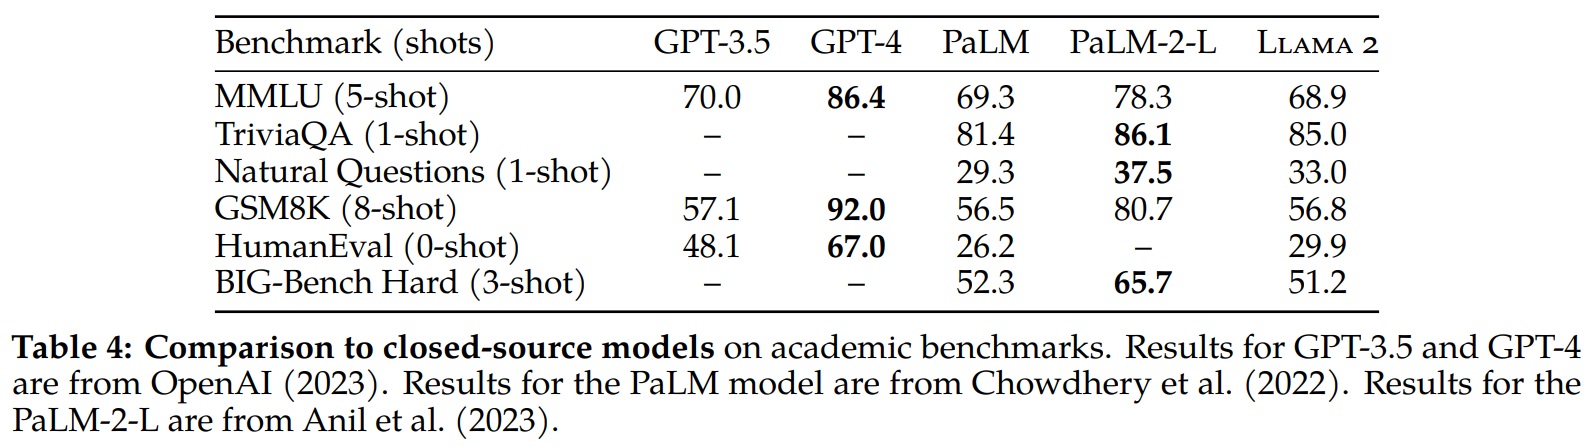 Benchmark (shots) GPT-3.5 GPT-4 PaLM PaLM-2-L Llama 2
MMLU (5-shot) 70.0 86.4 69.3 78.3 68.9
TriviaQA (1-shot) – – 81.4 86.1 85.0
Natural Questions (1-shot) – – 29.3 37.5 33.0
GSM8K (8-shot) 57.1 92.0 56.5 80.7 56.8
HumanEval (0-shot) 48.1 67.0 26.2 – 29.9
BIG-Bench Hard (3-shot) – – 52.3 65.7 51.2
Table 4: Comparison to closed-source models on academic benchmarks. Results for GPT-3.5 and GPT-4
are from OpenAI (2023). Results for the PaLM model are from Chowdhery et al. (2022). Results for the
PaLM-2-L are from Anil et al. (2023).